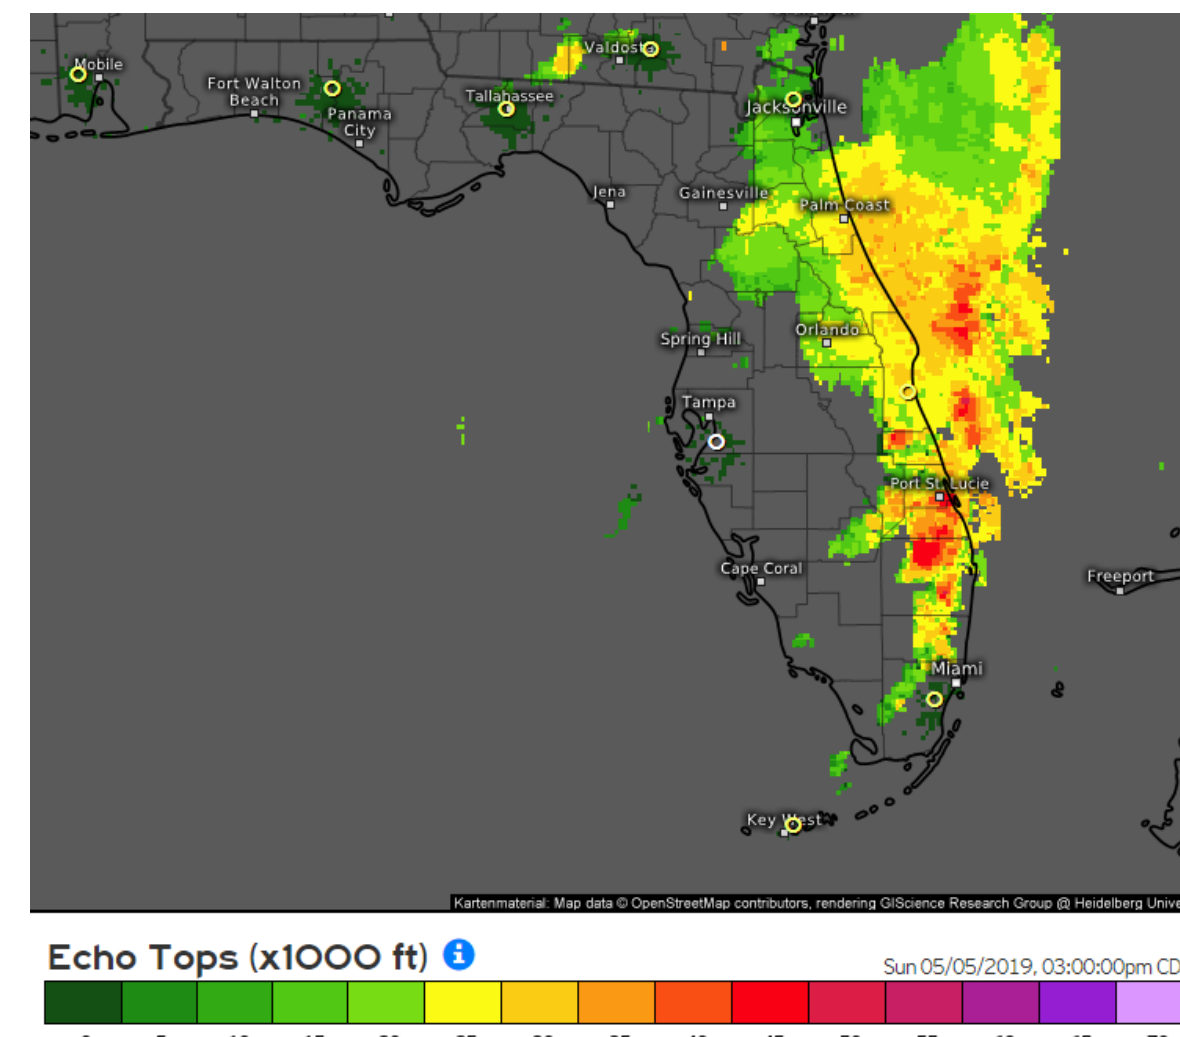 Mobile
Fort Walton
Beach
Panama
City
Tallahassee
Valdosta
Jacksonville
Jena
Gainesville
Palm Coast
Spring Hill
Orlando
Tampa
Port St. Lucie
Cape Coral
Freeport
Miami
Key West
Kartenmaterial: Map data © OpenStreetMap contributors, rendering GIScience Research Group @ Heidelberg Unive
Echo Tops (x1000 ft) i
Sun 05/05/2019, 03:00:00pm CD